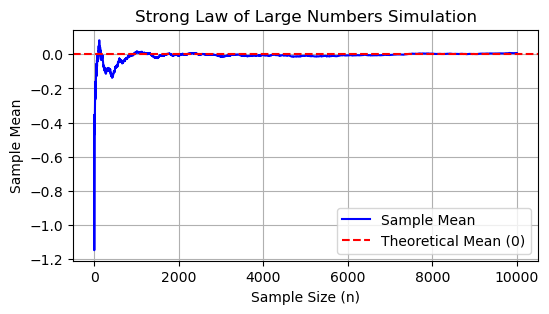 Strong Law of Large Numbers Simulation
Sample Mean
0.0
−0.2
−0.4
−0.6
−0.8
−1.0
−1.2
0
2000
4000
6000
8000
10000
Sample Size (n)
Sample Mean
Theoretical Mean (0)